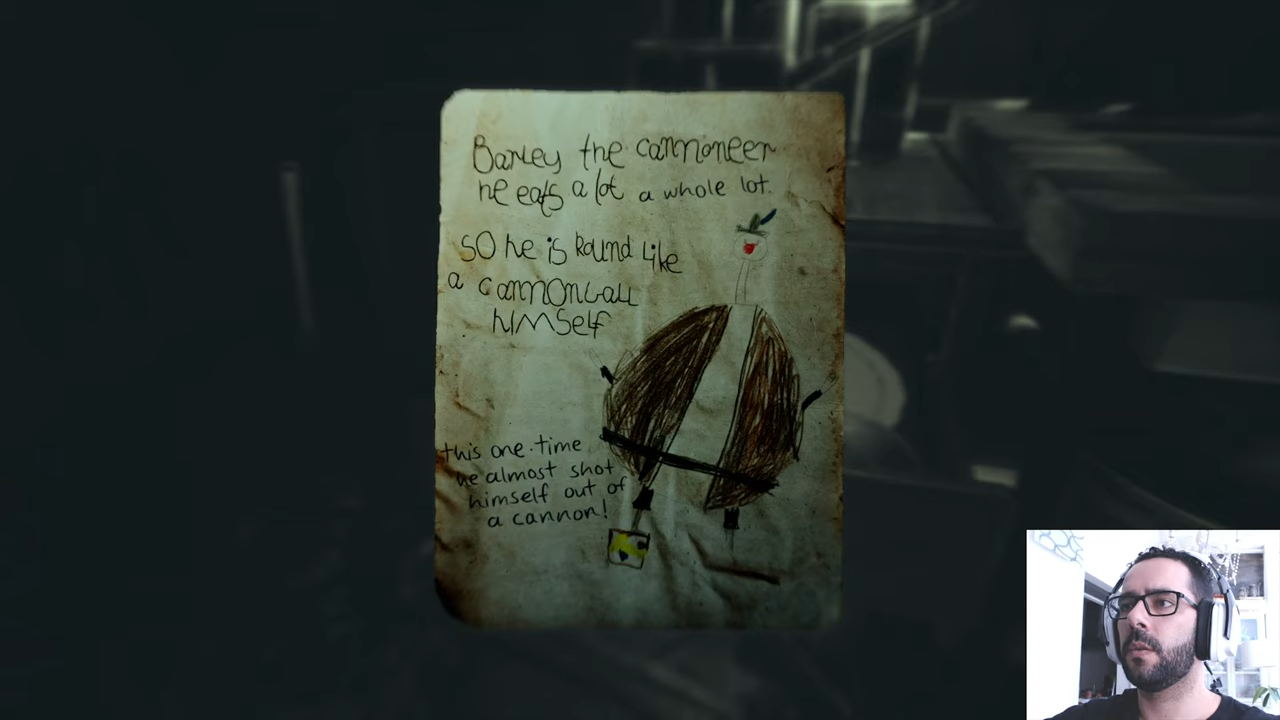 Barley the cannoneer
he eats a lot a whole lot.
so he is Round Like
a cannonball
himself
this one time
he almost shot
himself out of
a cannon!